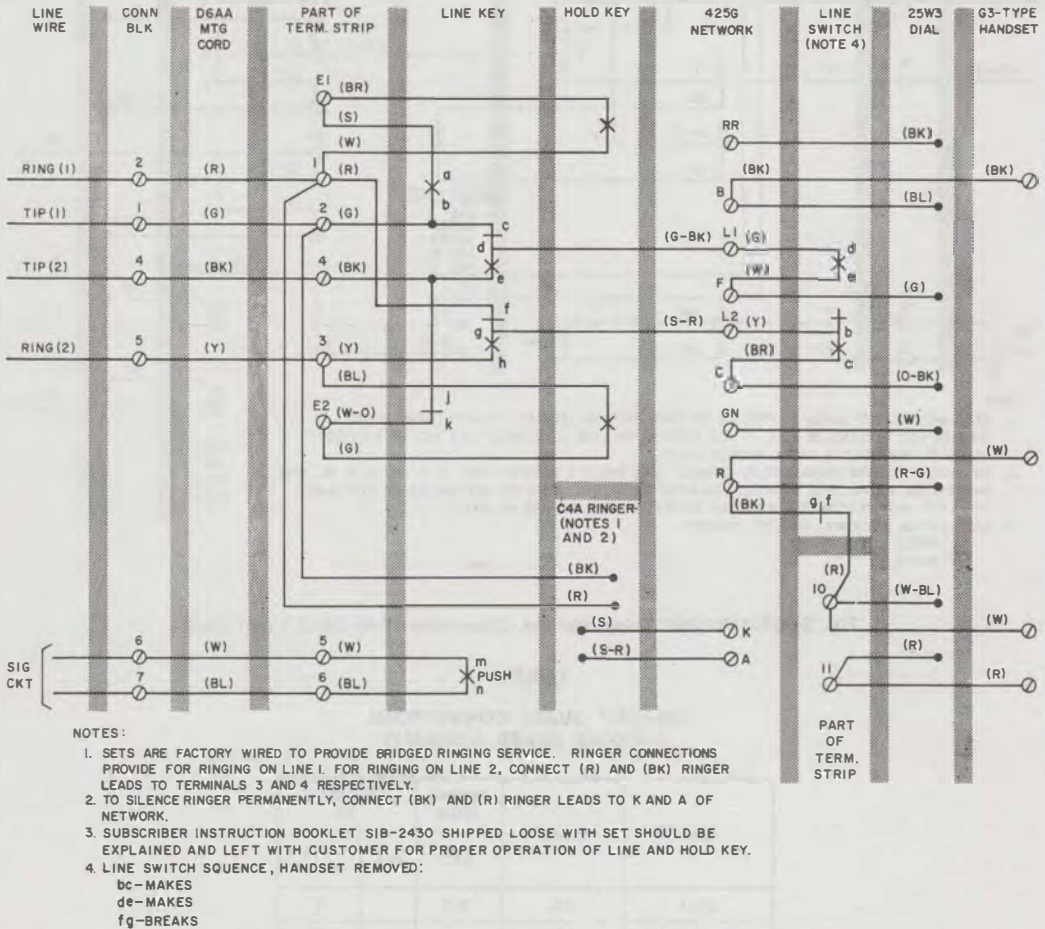 LINE WIRE
CONN BLK
D6AA MTG CORD
PART OF TERM. STRIP
LINE KEY
HOLD KEY
425G NETWORK
LINE SWITCH (NOTE 4)
25W3 DIAL
G3-TYPE HANDSET
E1 (BR)
(S)
(W)
RR (BK)
RING (1) 2 (R) 1 (R) a
b
(BK) (BK)
B (BL)
TIP (1) 1 (G) 2 (G) c
d (G-BK) L1 (G) d
TIP (2) 4 (BK) 4 (BK) e
(W) e
F (G)
f
g (S-R) L2 (Y) b
RING (2) 5 (Y) 3 (Y) h
(BR) c
(BL) C (O-BK)
E2 (W-O) j
k
GN (W)
(G) (W)
R (R-G)
(BK) g f
C4A RINGER
(NOTES 1
AND 2)
(BK) (R)
(R) 10 (W-BL)
(S) K (W)
(S-R) A (R)
11 (R)
SIG
CKT
6 (W) 5 (W) m
PUSH
7 (BL) 6 (BL) n
PART
OF
TERM.
STRIP
NOTES:
1. SETS ARE FACTORY WIRED TO PROVIDE BRIDGED RINGING SERVICE. RINGER CONNECTIONS
PROVIDE FOR RINGING ON LINE 1. FOR RINGING ON LINE 2, CONNECT (R) AND (BK) RINGER
LEADS TO TERMINALS 3 AND 4 RESPECTIVELY.
2. TO SILENCE RINGER PERMANENTLY, CONNECT (BK) AND (R) RINGER LEADS TO K AND A OF
NETWORK.
3. SUBSCRIBER INSTRUCTION BOOKLET SIB-2430 SHIPPED LOOSE WITH SET SHOULD BE
EXPLAINED AND LEFT WITH CUSTOMER FOR PROPER OPERATION OF LINE AND HOLD KEY.
4. LINE SWITCH SQUENCE, HANDSET REMOVED:
bc-MAKES
de-MAKES
fg-BREAKS